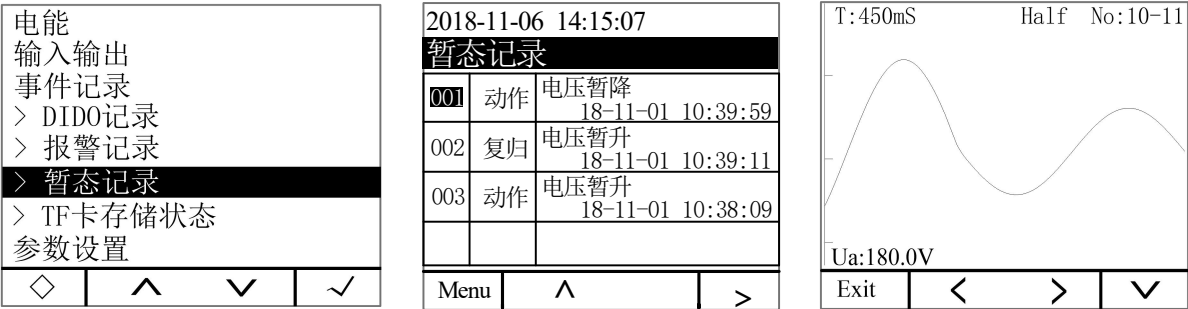 电能
输入输出
事件记录
> DIDO记录
> 报警记录
> 暂态记录
> TF卡存储状态
参数设置
2018-11-06 14:15:07
暂态记录
001 动作 电压暂降
18-11-01 10:39:59
002 复归 电压暂升
18-11-01 10:39:11
003 动作 电压暂升
18-11-01 10:38:09
Menu
T:450mS Half No:10-11
Ua:180.0V
Exit